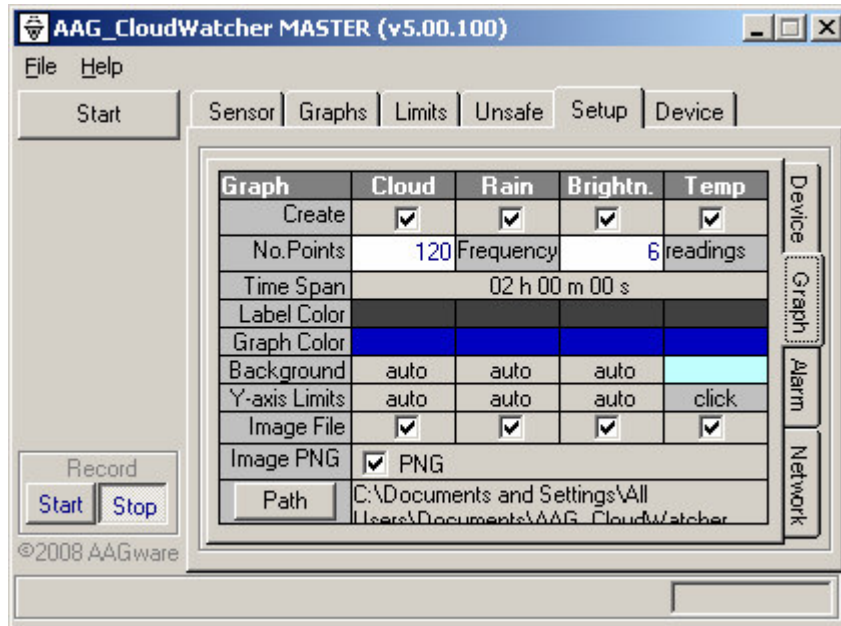 AAG_CloudWatcher MASTER (v5.00.100)
File Help
Start
Sensor Graphs Limits Unsafe Setup Device
Graph Cloud Rain Brightn. Temp
Create
No.Points 120 Frequency 6 readings
Time Span 02 h 00 m 00 s
Label Color
Graph Color
Background auto auto auto
Y-axis Limits auto auto auto click
Image File
Image PNG PNG
Path C:\Documents and Settings\All
Users\Documents\AAG_CloudWatcher
Device
Graph
Alarm
Network
Record
Start Stop
©2008 AAGware